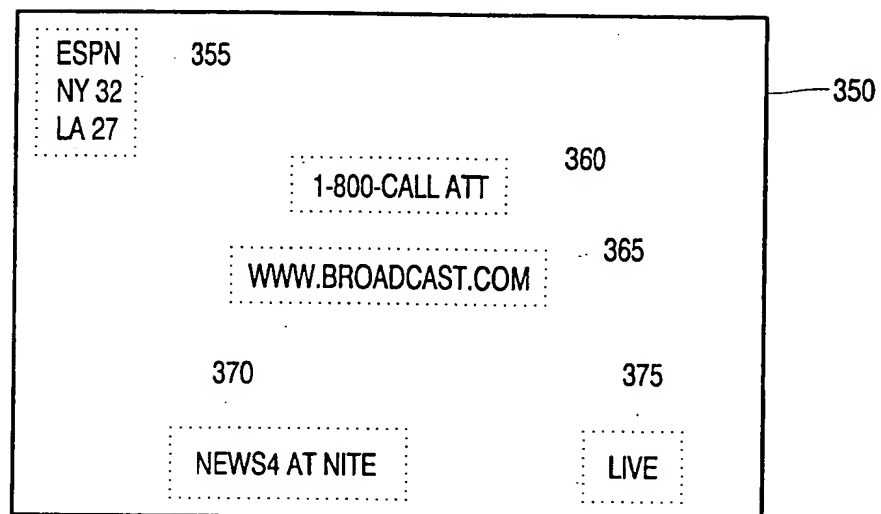 ESPN
NY 32
LA 27
355
350
360
1-800-CALL ATT
365
WWW.BROADCAST.COM
370
375
NEWS4 AT NITE
LIVE